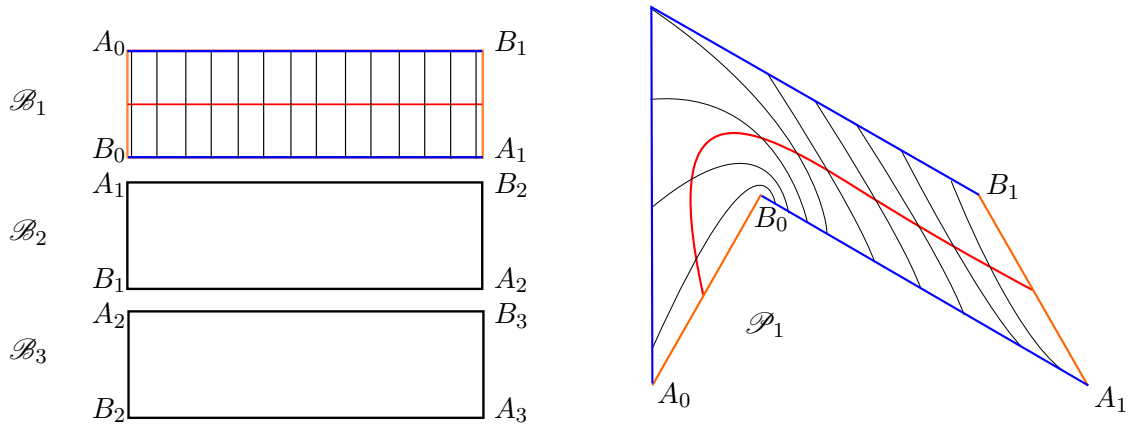 A₀ B₁
ℬ₁
B₀ A₁
A₁ B₂
ℬ₂
B₁ A₂
A₂ B₃
ℬ₃
B₂ A₃
B₁
B₀
𝒫₁
A₀ A₁